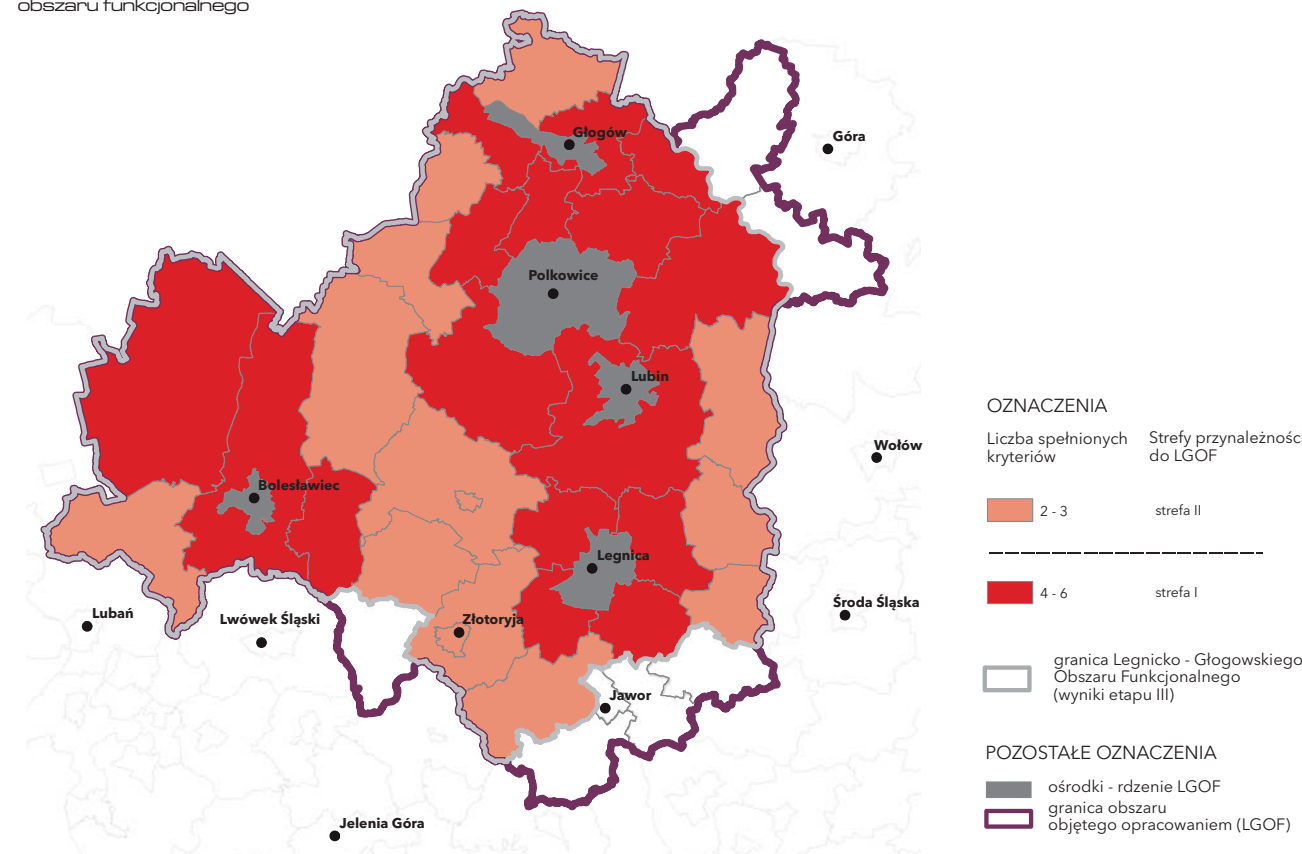 obszaru funkcjonalnego
Głogów
Góra
Polkowice
Lubin
Wołów
Bolesławiec
Legnica
Lubań
Lwówek Śląski
Złotoryja
Środa Śląska
Jawor
Jelenia Góra
OZNACZENIA
Liczba spełnionych
kryteriów
Strefy przynależności
do LGOF
2 - 3
strefa II
4 - 6
strefa I
granica Legnicko - Głogowskiego
Obszaru Funkcjonalnego
(wyniki etapu III)
POZOSTAŁE OZNACZENIA
ośrodki - rdzenie LGOF
granica obszaru
objętego opracowaniem (LGOF)